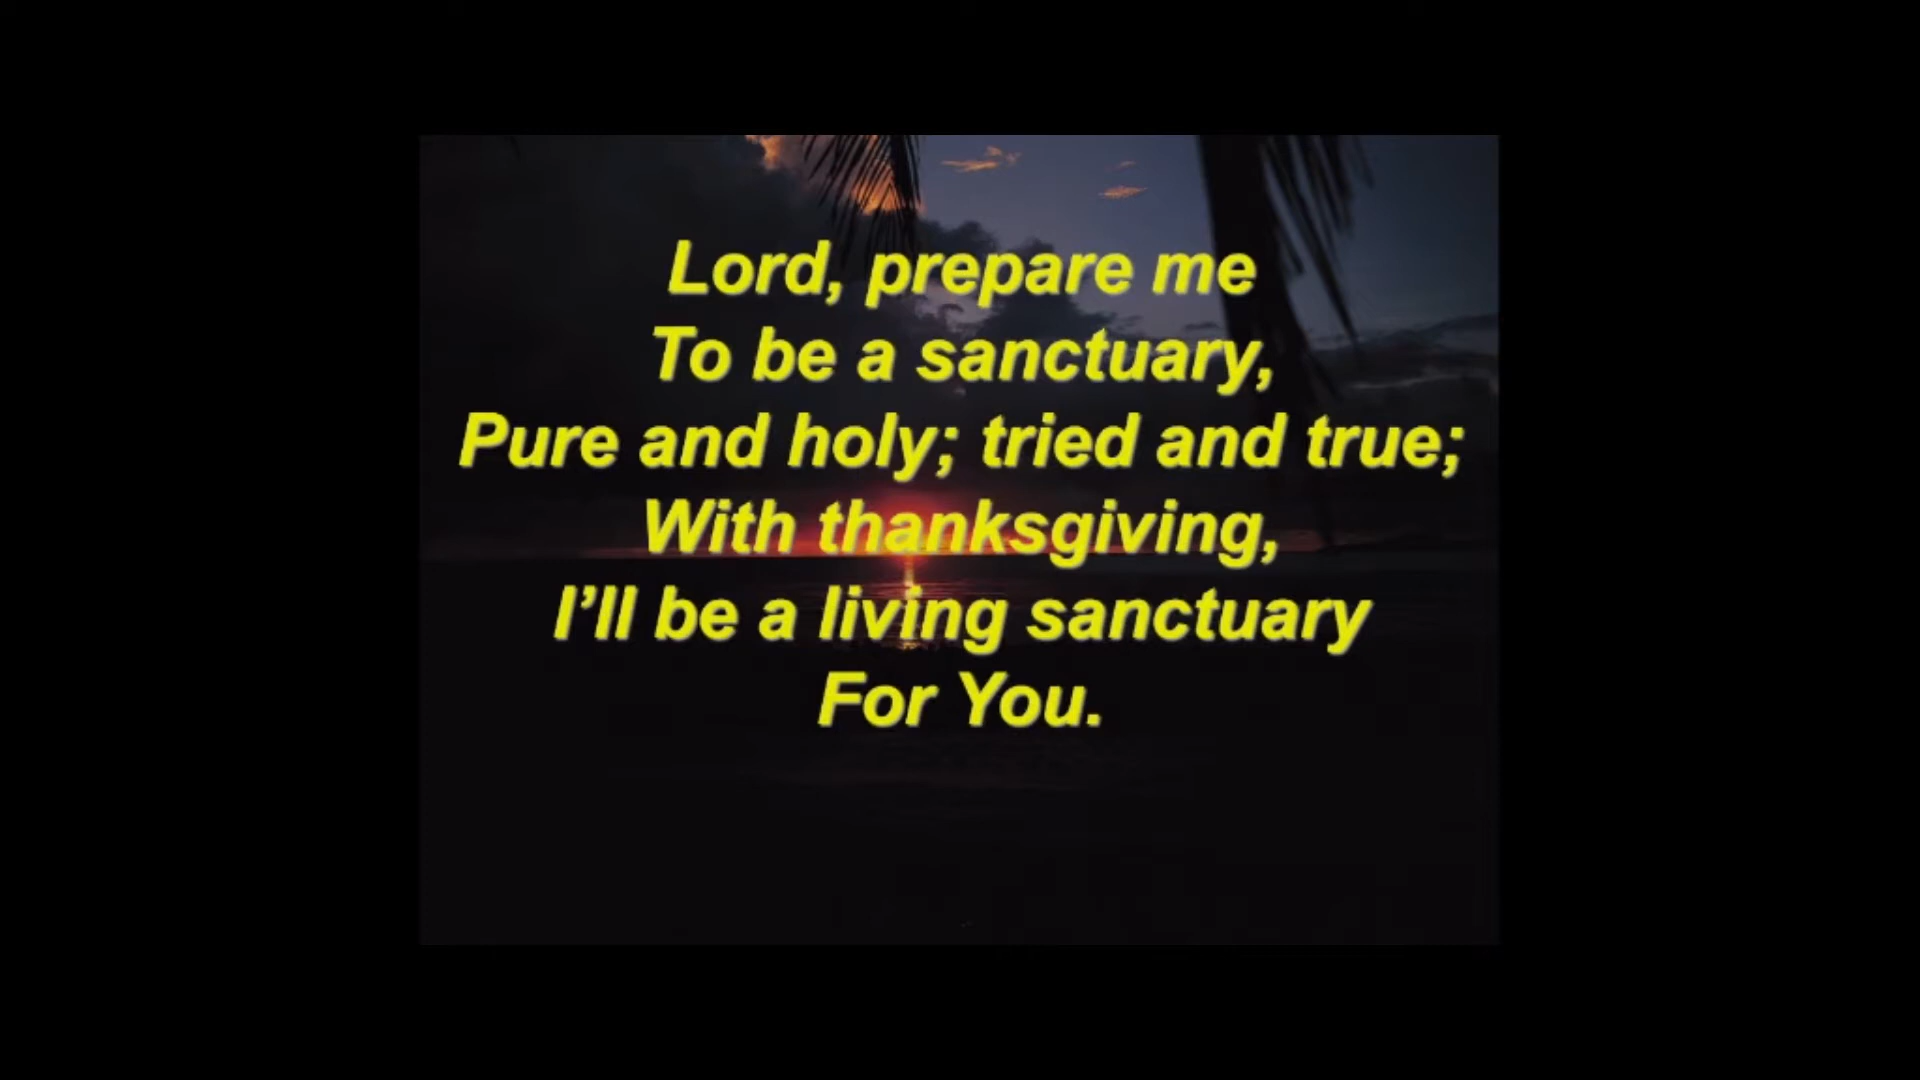 Lord, prepare me
To be a sanctuary,
Pure and holy; tried and true;
With thanksgiving,
I’ll be a living sanctuary
For You.